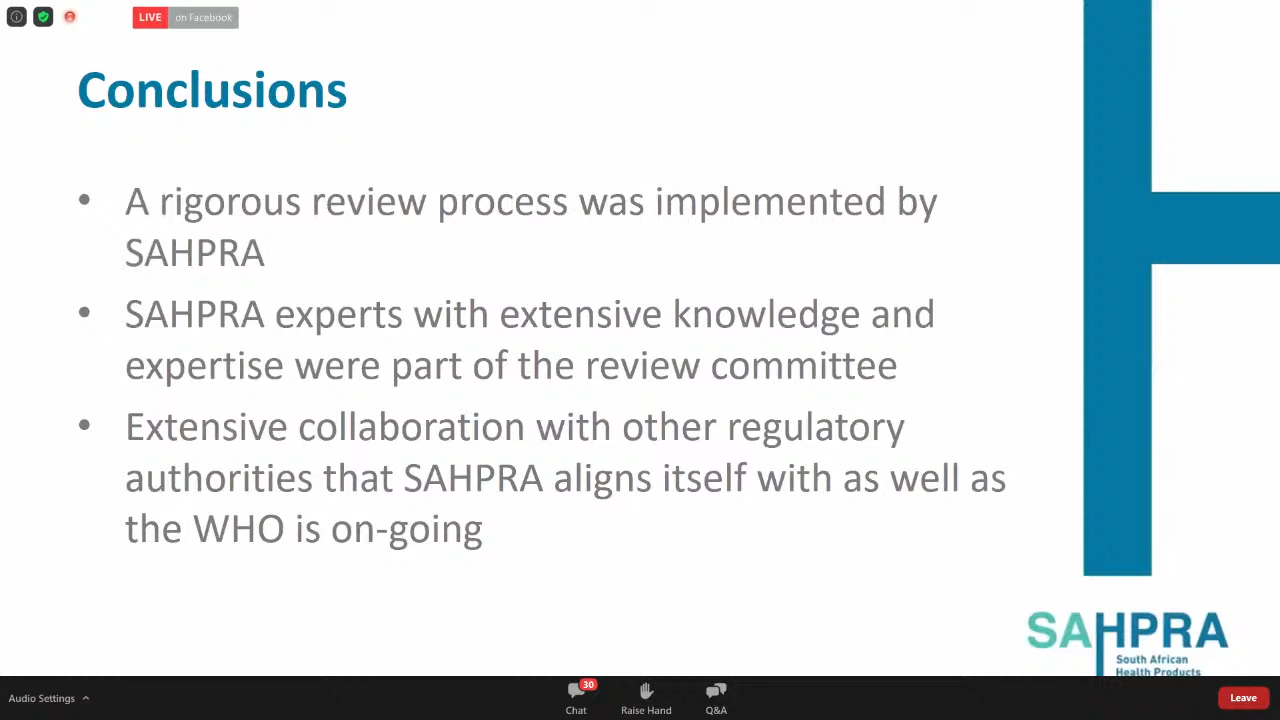 LIVE on Facebook
Conclusions
• A rigorous review process was implemented by
SAHPRA
• SAHPRA experts with extensive knowledge and
expertise were part of the review committee
• Extensive collaboration with other regulatory
authorities that SAHPRA aligns itself with as well as
the WHO is on-going
SAHPRA
South African
Health Products
Audio Settings
30
Chat
Raise Hand
Q&A
Leave